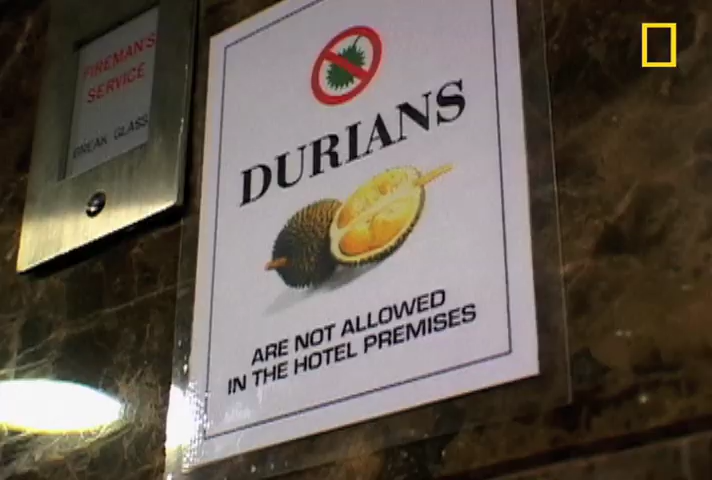 FIREMAN'S
SERVICE
BREAK GLASS
DURIANS
ARE NOT ALLOWED
IN THE HOTEL PREMISES